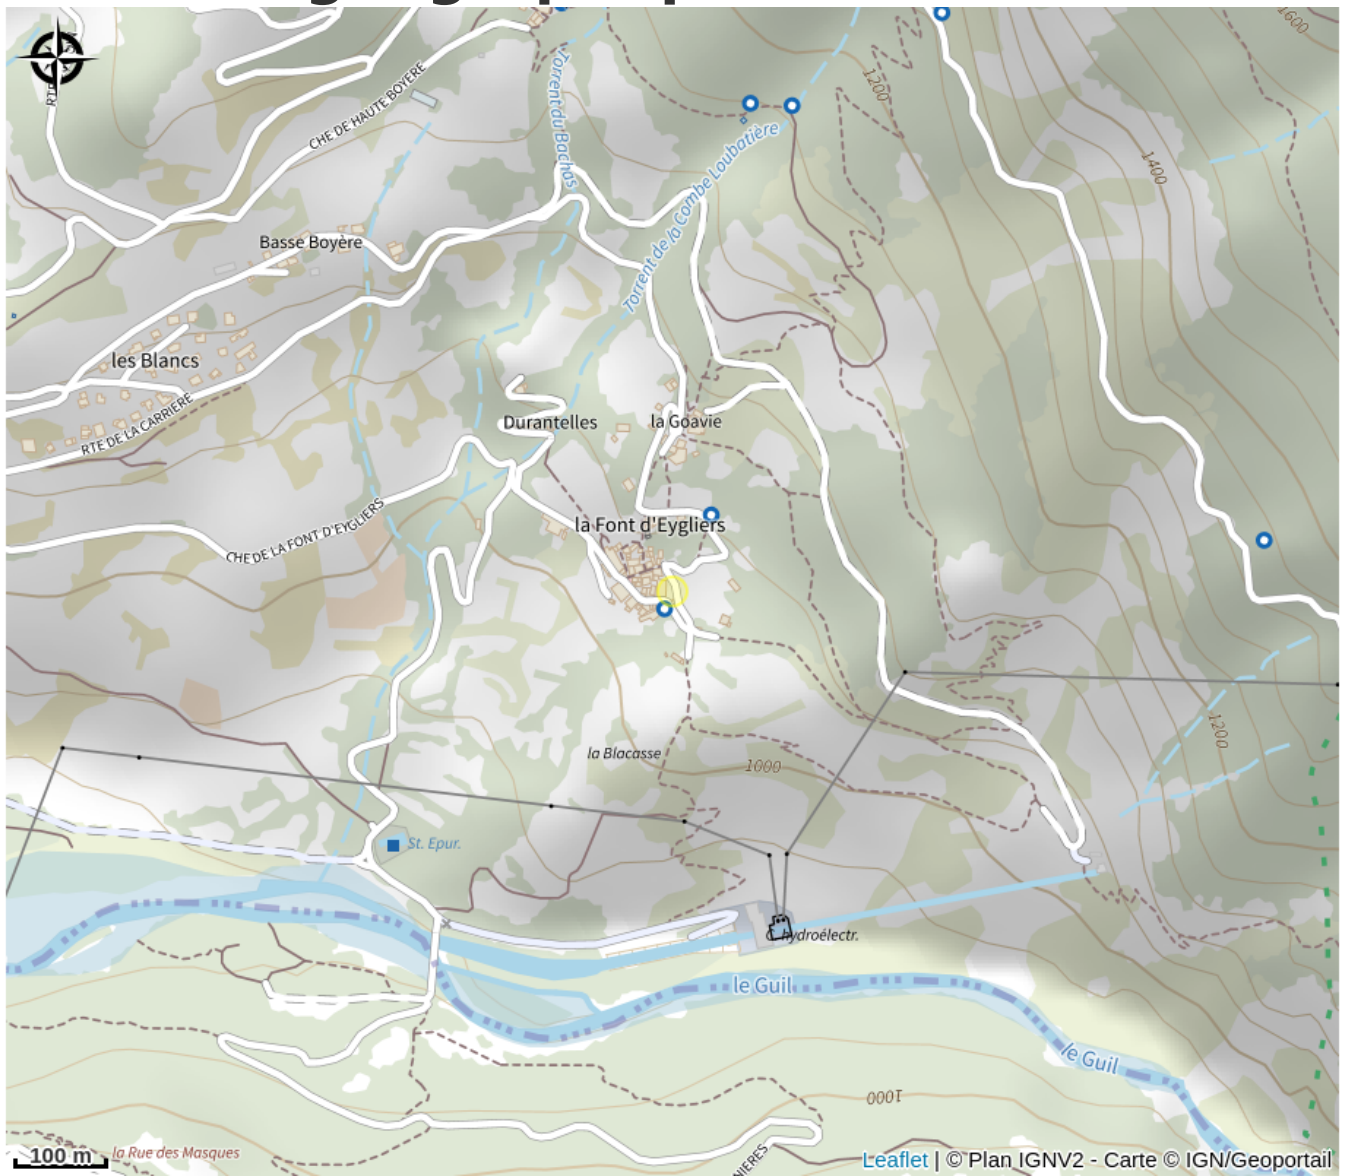 1600
1200
CHE DE HAUTE BOYERE
Torrent du Bachas
Torrent de la Combe Loubatière
1400
Basse Boyère
les Blancs
RTE DE LA CARRIERE
Durantelles
la Goavie
CHE DE LA FONT D'EYGLIERS
la Font d'Eygliers
1200
la Blacasse
1000
St. Epur.
C. hydroélectr.
le Guil
le Guil
1000
100 m
la Rue des Masques
Leaflet | © Plan IGNV2 - Carte © IGN/Geoportail